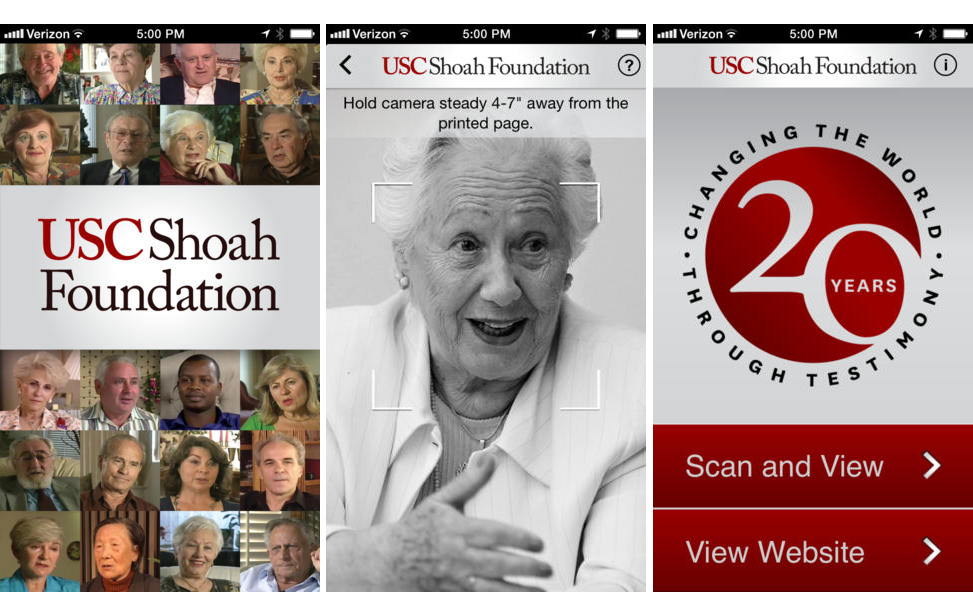 Verizon 5:00 PM
USC Shoah
Foundation
Verizon 5:00 PM
USC Shoah Foundation ?
Hold camera steady 4-7" away from the
printed page.
Verizon 5:00 PM
USC Shoah Foundation i
• CHANGING THE WORLD •
THROUGH TESTIMONY
20
YEARS
Scan and View
View Website